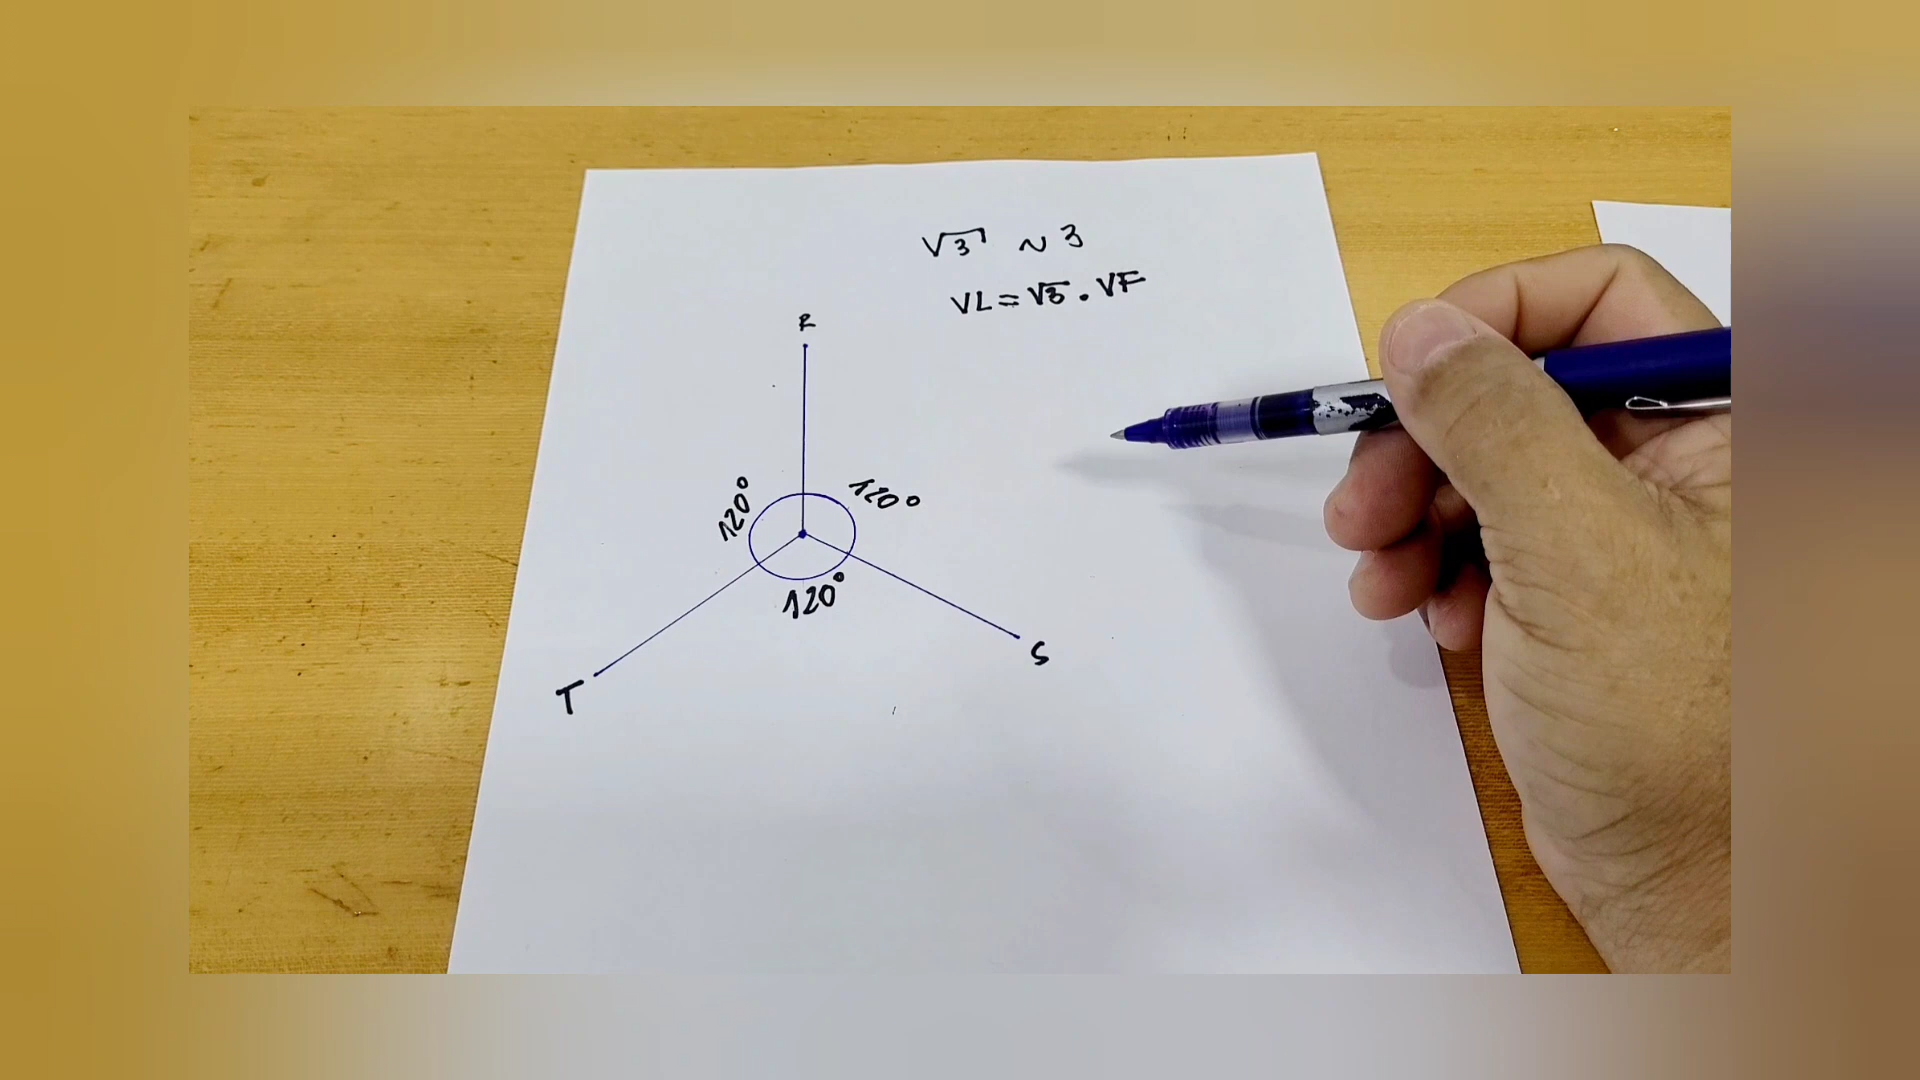 √3 ~ 3
VL = √3 . VF
R
120°
120°
120°
S
T